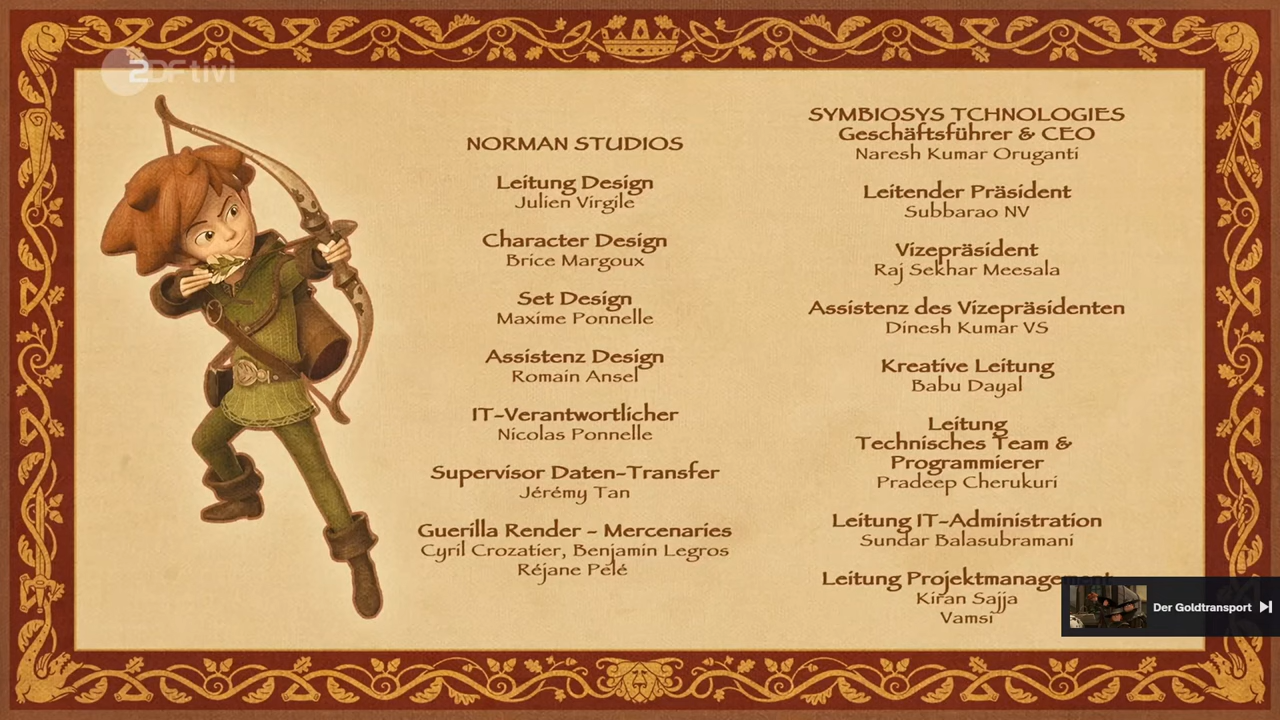 ZDFtivi
NORMAN STUDIOS
Leitung Design
Julien Virgile
Character Design
Brice Margoux
Set Design
Maxime Ponnelle
Assistenz Design
Romain Ansel
IT-Verantwortlicher
Nicolas Ponnelle
Supervisor Daten-Transfer
Jérémy Tan
Guerilla Render - Mercenaries
Cyril Crozatier, Benjamin Legros
Réjane Pelé
SYMBIOSYS TCHNOLOGIES
Geschäftsführer & CEO
Naresh Kumar Oruganti
Leitender Präsident
Subbarao NV
Vizepräsident
Raj Sekhar Meesala
Assistenz des Vizepräsidenten
Dinesh Kumar VS
Kreative Leitung
Babu Dayal
Leitung
Technisches Team &
Programmierer
Pradeep Cherukuri
Leitung IT-Administration
Sundar Balasubramani
Leitung Projektmanagement
Kiran Sajja
Vamsi
Der Goldtransport